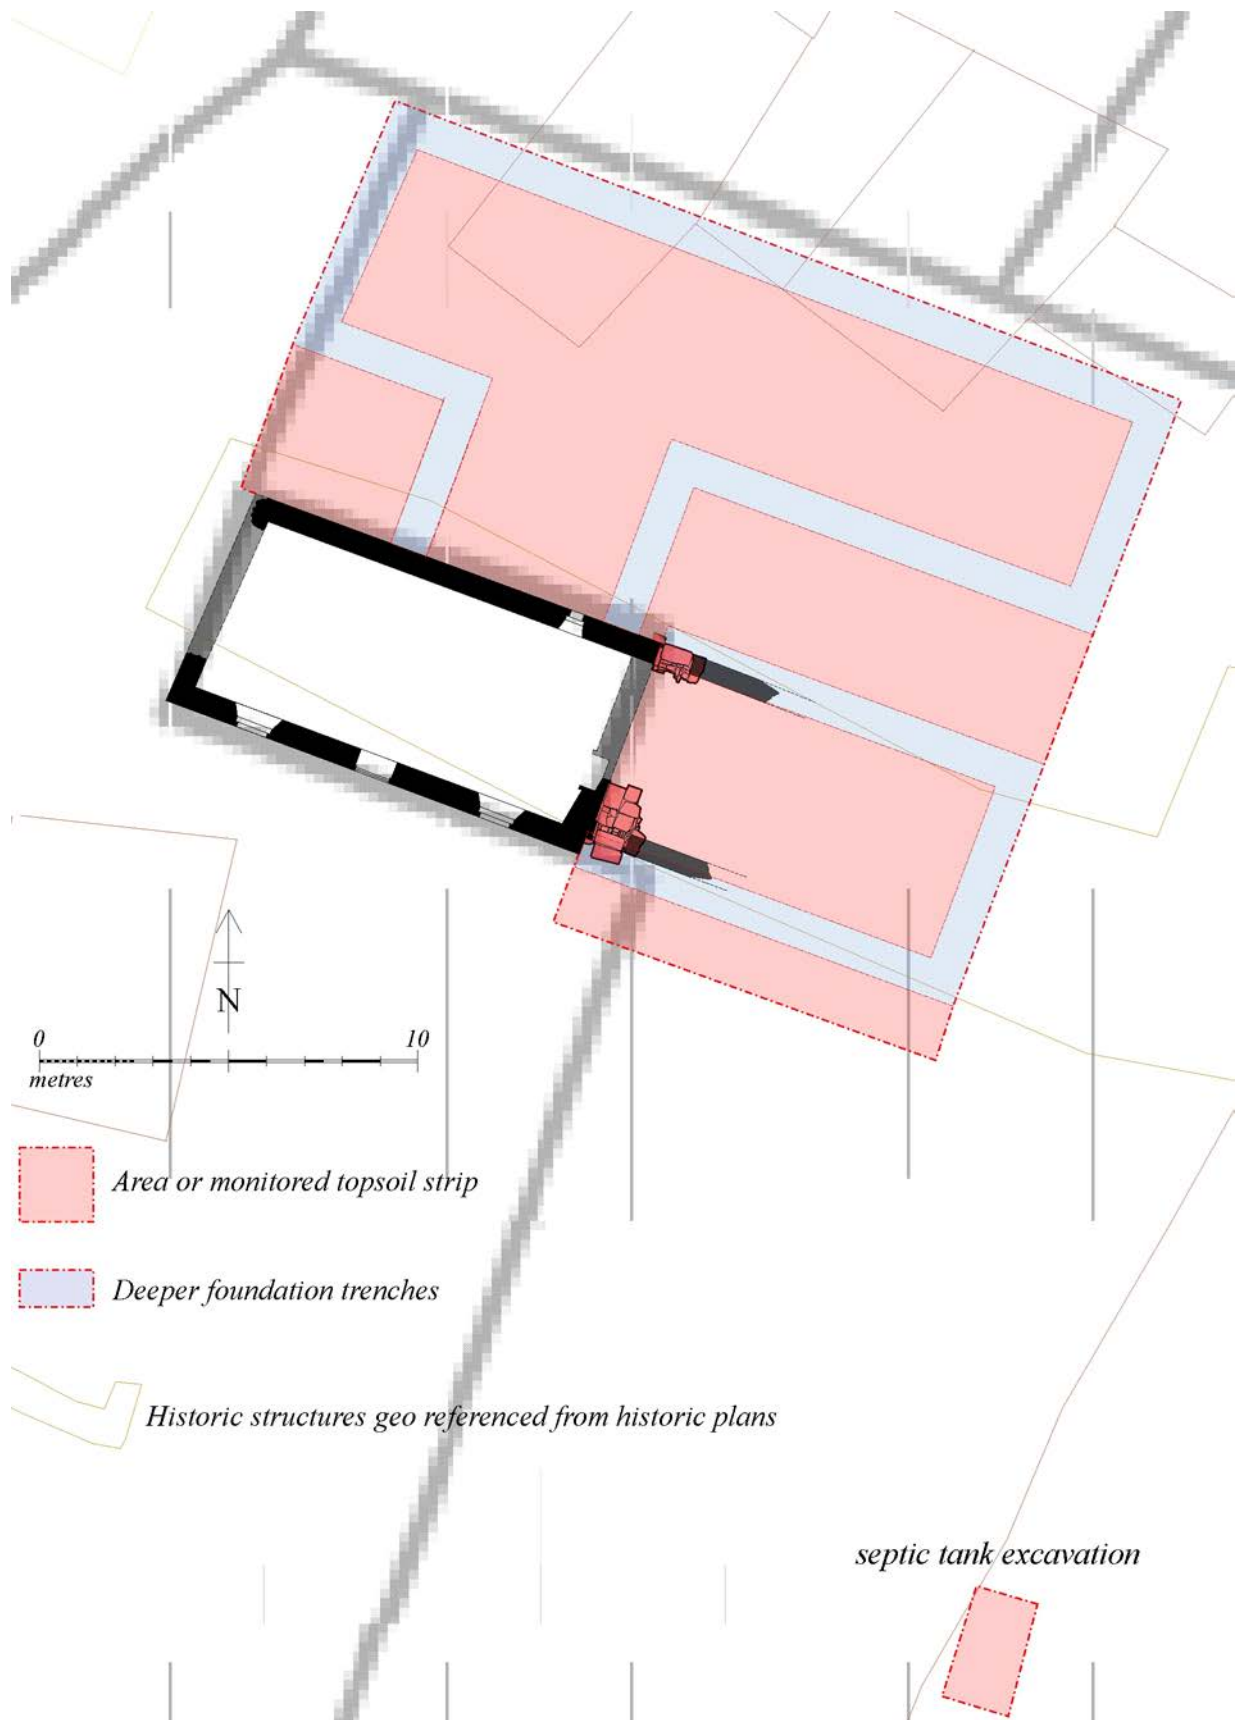 N
0 10
metres
Area or monitored topsoil strip
Deeper foundation trenches
Historic structures geo referenced from historic plans
septic tank excavation